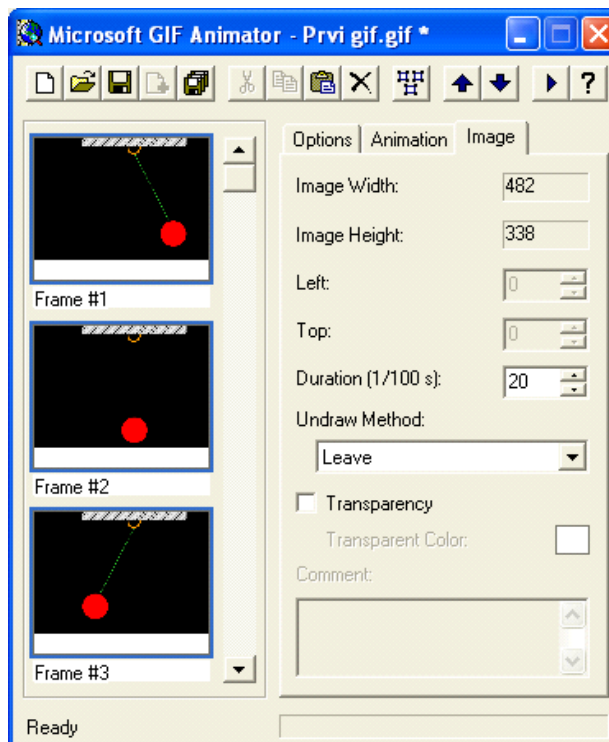 Microsoft GIF Animator - Prvi gif.gif *
Options
Animation
Image
Image Width:
482
Image Height:
338
Left:
0
Top:
0
Duration (1/100 s):
20
Undraw Method:
Leave
Transparency
Transparent Color:
Comment:
Frame #1
Frame #2
Frame #3
Ready